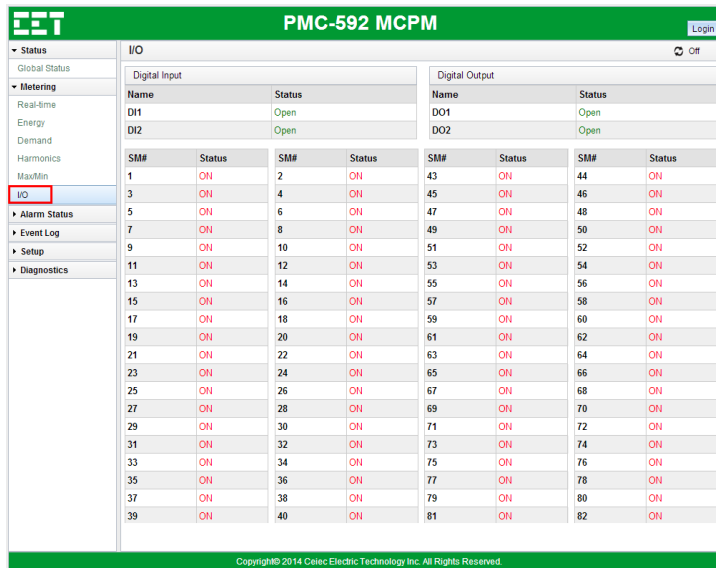 CET PMC-592 MCPM Login
Status
Global Status
Metering
Real-time
Energy
Demand
Harmonics
Max/Min
I/O
Alarm Status
Event Log
Setup
Diagnostics
I/O Off
Digital Input Digital Output
Name Status Name Status
DI1 Open DO1 Open
DI2 Open DO2 Open
SM# Status SM# Status SM# Status SM# Status
1 ON 2 ON 43 ON 44 ON
3 ON 4 ON 45 ON 46 ON
5 ON 6 ON 47 ON 48 ON
7 ON 8 ON 49 ON 50 ON
9 ON 10 ON 51 ON 52 ON
11 ON 12 ON 53 ON 54 ON
13 ON 14 ON 55 ON 56 ON
15 ON 16 ON 57 ON 58 ON
17 ON 18 ON 59 ON 60 ON
19 ON 20 ON 61 ON 62 ON
21 ON 22 ON 63 ON 64 ON
23 ON 24 ON 65 ON 66 ON
25 ON 26 ON 67 ON 68 ON
27 ON 28 ON 69 ON 70 ON
29 ON 30 ON 71 ON 72 ON
31 ON 32 ON 73 ON 74 ON
33 ON 34 ON 75 ON 76 ON
35 ON 36 ON 77 ON 78 ON
37 ON 38 ON 79 ON 80 ON
39 ON 40 ON 81 ON 82 ON
Copyright© 2014 Ceiec Electric Technology Inc. All Rights Reserved.